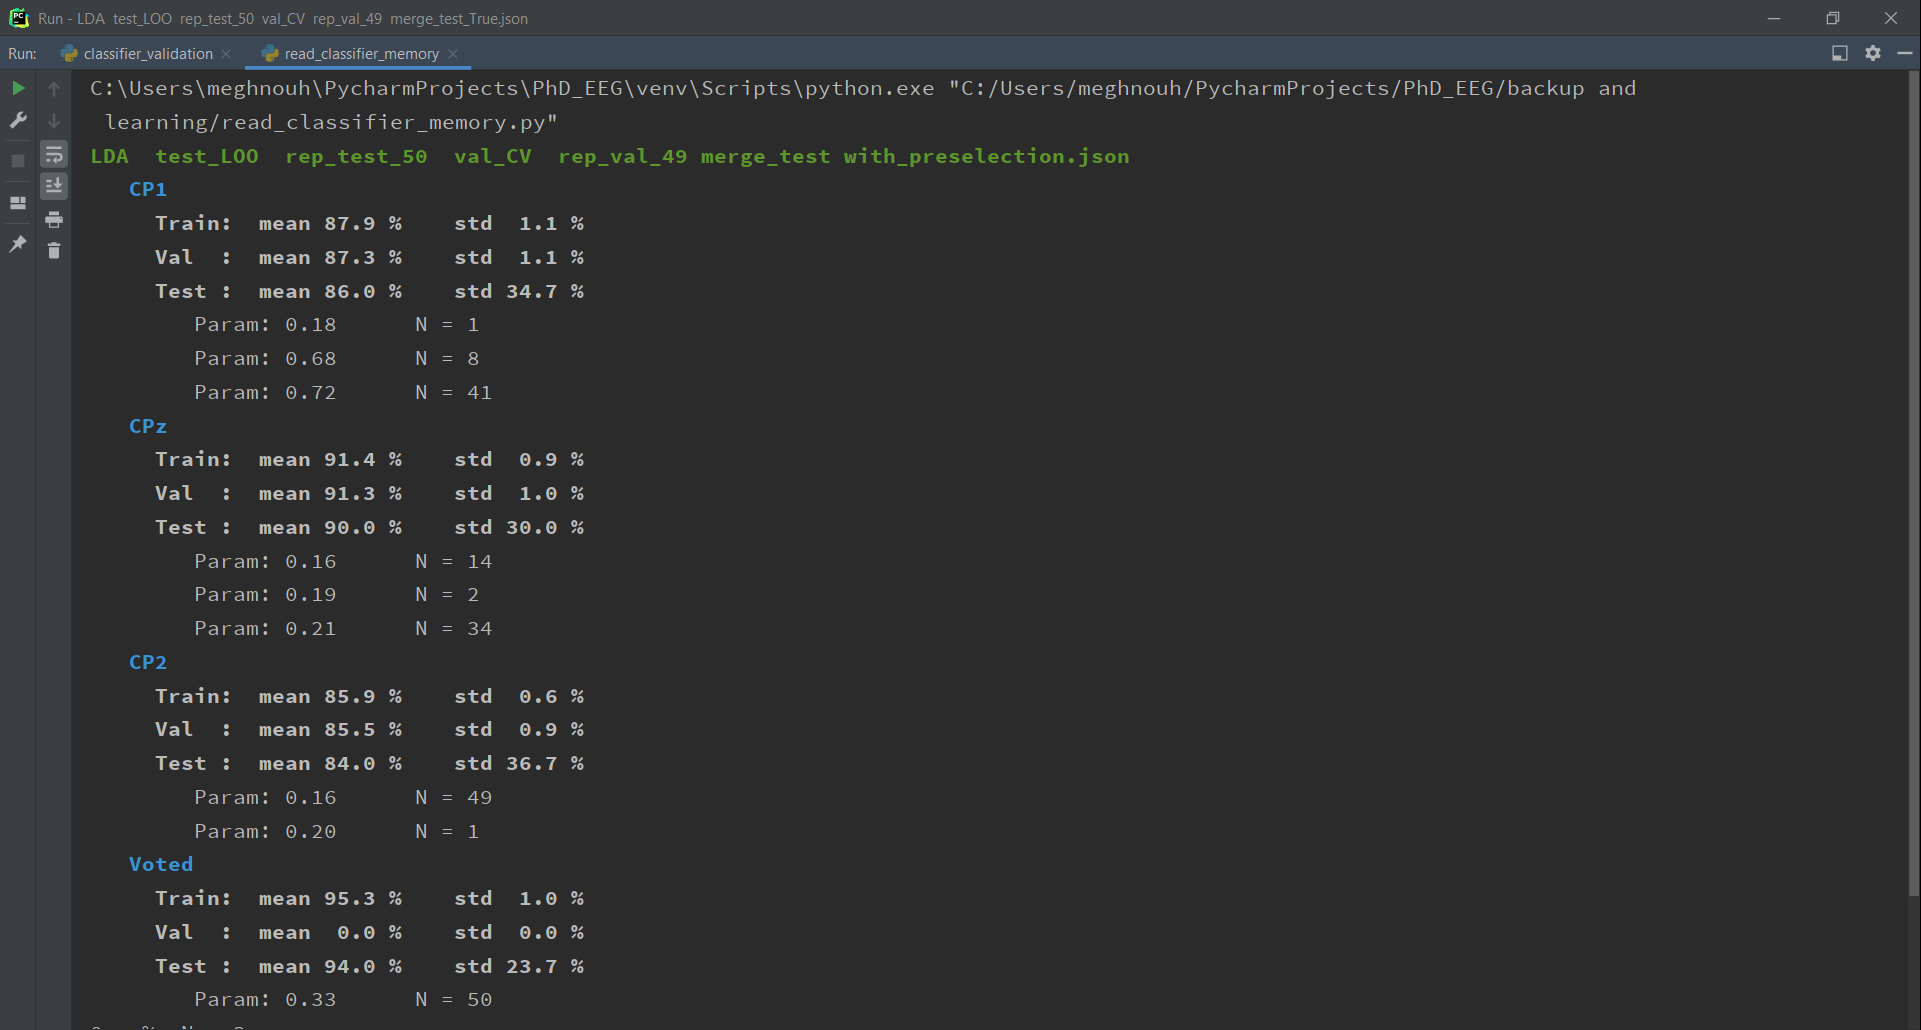 Run - LDA test_LOO rep_test_50 val_CV rep_val_49 merge_test_True.json
Run: classifier_validation read_classifier_memory
C:\Users\meghnouh\PycharmProjects\PhD_EEG\venv\Scripts\python.exe "C:/Users/meghnouh/PycharmProjects/PhD_EEG/backup and
learning/read_classifier_memory.py"
LDA test_LOO rep_test_50 val_CV rep_val_49 merge_test with_preselection.json
CP1
Train: mean 87.9 % std 1.1 %
Val : mean 87.3 % std 1.1 %
Test : mean 86.0 % std 34.7 %
Param: 0.18 N = 1
Param: 0.68 N = 8
Param: 0.72 N = 41
CPz
Train: mean 91.4 % std 0.9 %
Val : mean 91.3 % std 1.0 %
Test : mean 90.0 % std 30.0 %
Param: 0.16 N = 14
Param: 0.19 N = 2
Param: 0.21 N = 34
CP2
Train: mean 85.9 % std 0.6 %
Val : mean 85.5 % std 0.9 %
Test : mean 84.0 % std 36.7 %
Param: 0.16 N = 49
Param: 0.20 N = 1
Voted
Train: mean 95.3 % std 1.0 %
Val : mean 0.0 % std 0.0 %
Test : mean 94.0 % std 23.7 %
Param: 0.33 N = 50